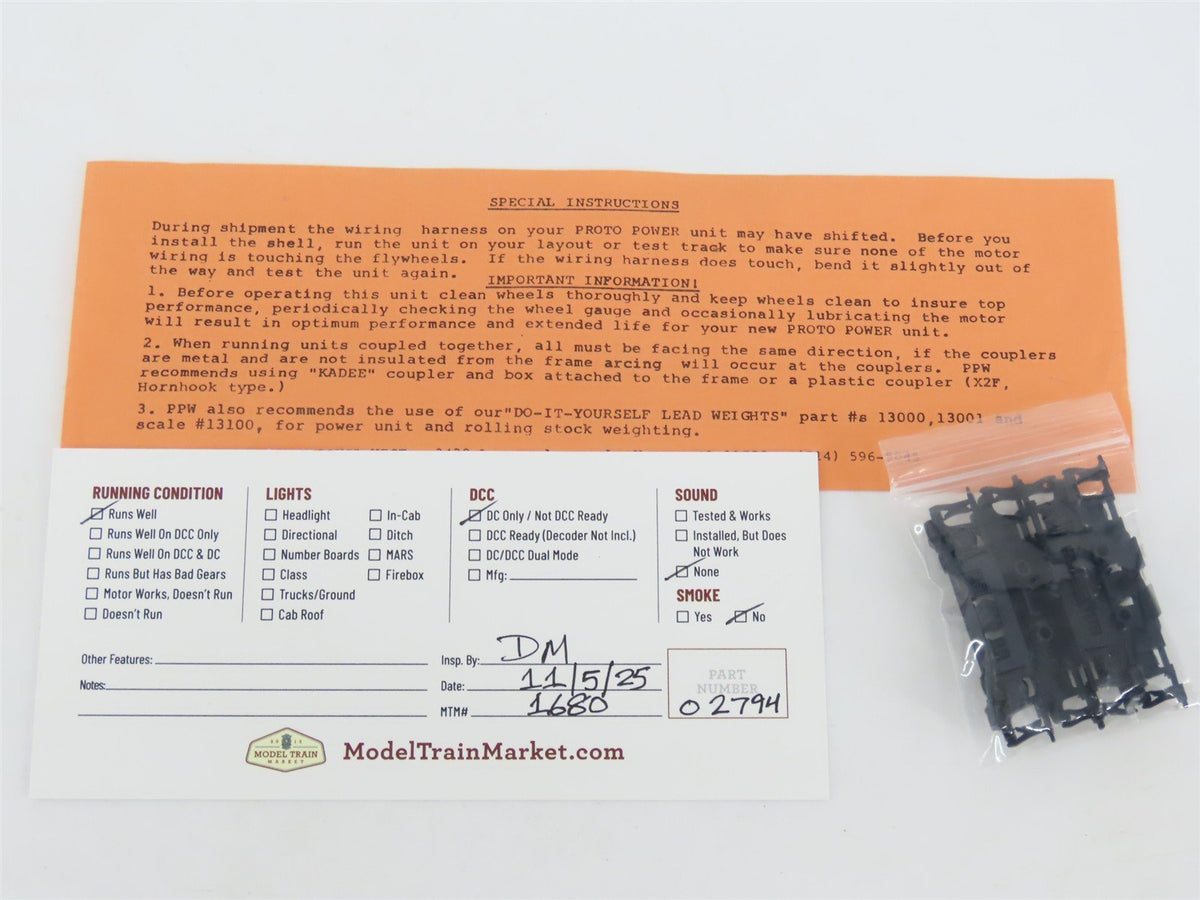 SPECIAL INSTRUCTIONS
During shipment the wiring harness on your PROTO POWER unit may have shifted. Before you
install the shell, run the unit on your layout or test track to make sure none of the motor
wiring is touching the flywheels. If the wiring harness does touch, bend it slightly out of
the way and test the unit again.
IMPORTANT INFORMATION!
1. Before operating this unit clean wheels thoroughly and keep wheels clean to insure top
performance, periodically checking the wheel gauge and occasionally lubricating the motor
will result in optimum performance and extended life for your new PROTO POWER unit.
2. When running units coupled together, all must be facing the same direction, if the couplers
are metal and are not insulated from the frame arcing will occur at the couplers. PPW
recommends using "KADEE" coupler and box attached to the frame or a plastic coupler (X2F,
Hornhook type.)
3. PPW also recommends the use of our"DO-IT-YOURSELF LEAD WEIGHTS" part #s 13000,13001 and
scale #13100, for power unit and rolling stock weighting.
14) 596-
RUNNING CONDITION
Runs Well
Runs Well On DCC Only
Runs Well On DCC & DC
Runs But Has Bad Gears
Motor Works, Doesn't Run
Doesn't Run
LIGHTS
Headlight
Directional
Number Boards
Class
Trucks/Ground
Cab Roof
In-Cab
Ditch
MARS
Firebox
DCC
DC Only / Not DCC Ready
DCC Ready (Decoder Not Incl.)
DC/DCC Dual Mode
Mfg:
SOUND
Tested & Works
Installed, But Does
Not Work
None
SMOKE
Yes No
Other Features:
Notes:
Insp. By: DM
Date: 11/5/25
MTM# 1680
PART
NUMBER
02794
MODEL TRAIN
MARKET
ModelTrainMarket.com